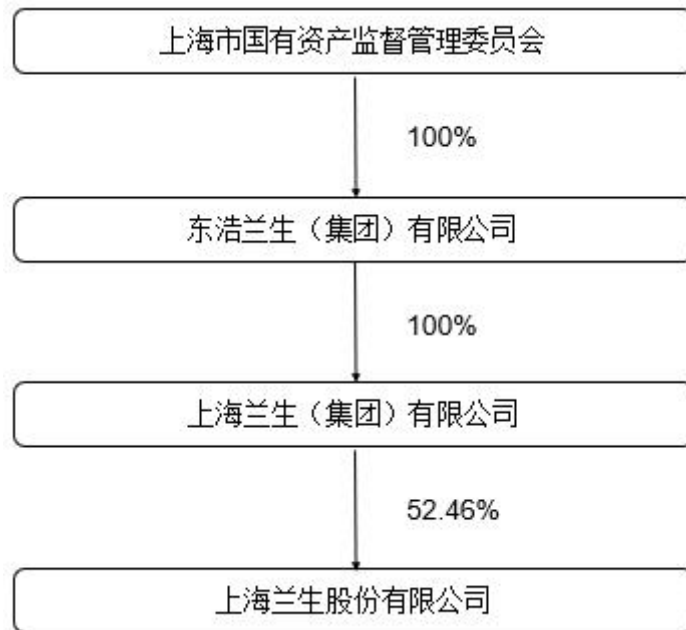 上海市国有资产监督管理委员会
100%
东浩兰生（集团）有限公司
100%
上海兰生（集团）有限公司
52.46%
上海兰生股份有限公司